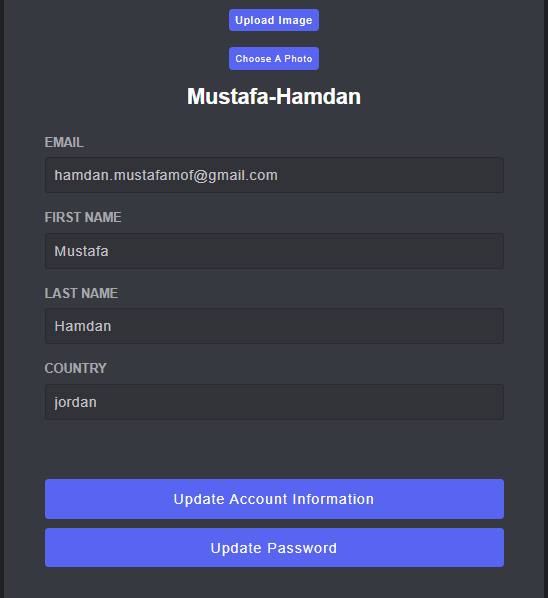 Upload Image
Choose A Photo
Mustafa-Hamdan
EMAIL
hamdan.mustafamof@gmail.com
FIRST NAME
Mustafa
LAST NAME
Hamdan
COUNTRY
jordan
Update Account Information
Update Password